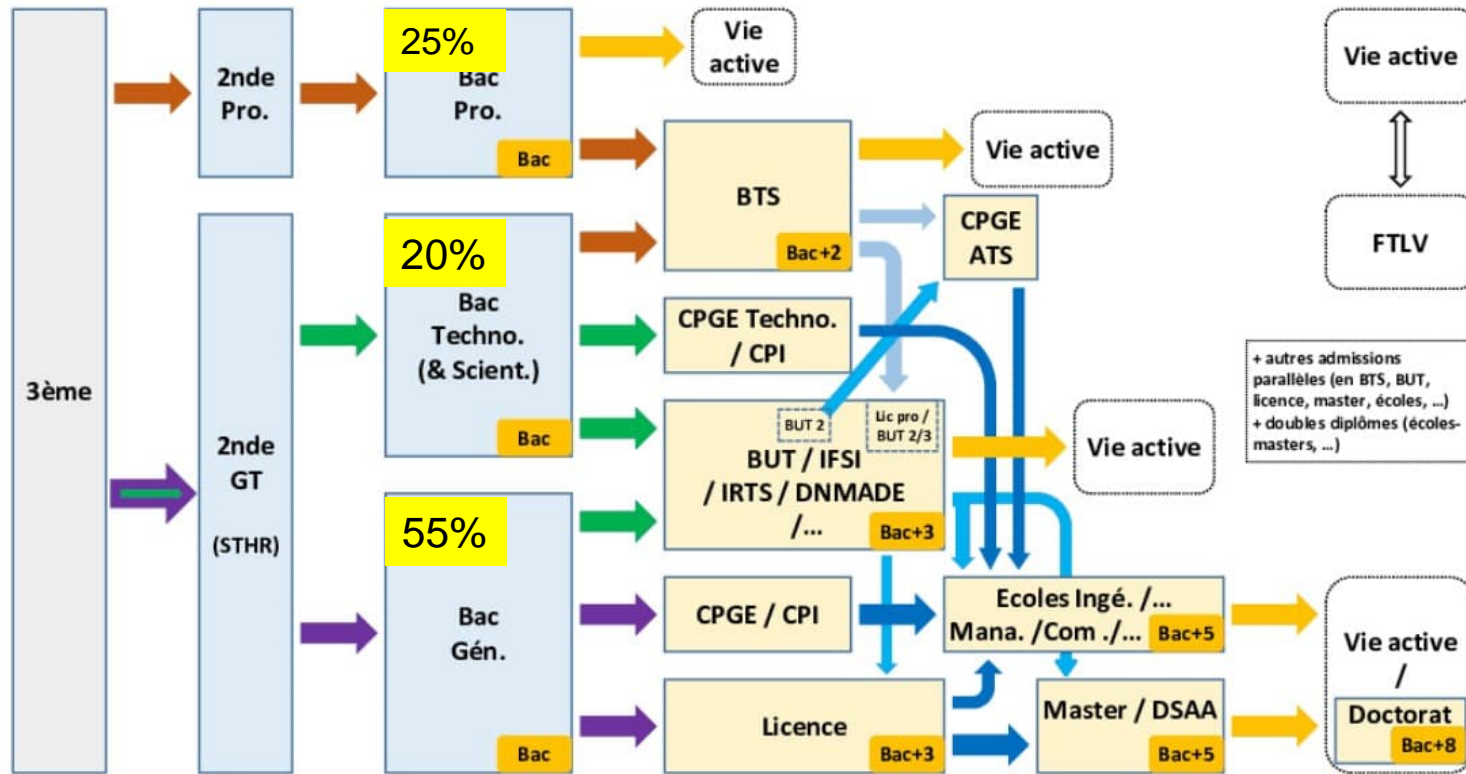 3ème
2nde
Pro.
25%
Bac
Pro.
Bac
Vie
active
BTS
Bac+2
Vie active
CPGE
ATS
Vie active
FTLV
2nde
GT
(STHR)
20%
Bac
Techno.
(& Scient.)
Bac
CPGE Techno.
/ CPI
BUT 2
Lic pro /
BUT 2/3
BUT / IFSI
/ IRTS / DNMADE
/...
Bac+3
Vie active
+ autres admissions
parallèles (en BTS, BUT,
licence, master, écoles, ...)
+ doubles diplômes (écoles-
masters, ...)
55%
Bac
Gén.
Bac
CPGE / CPI
Ecoles Ingé. /...
Mana. /Com ./...
Bac+5
Licence
Bac+3
Master / DSAA
Bac+5
Vie active
/
Doctorat
Bac+8